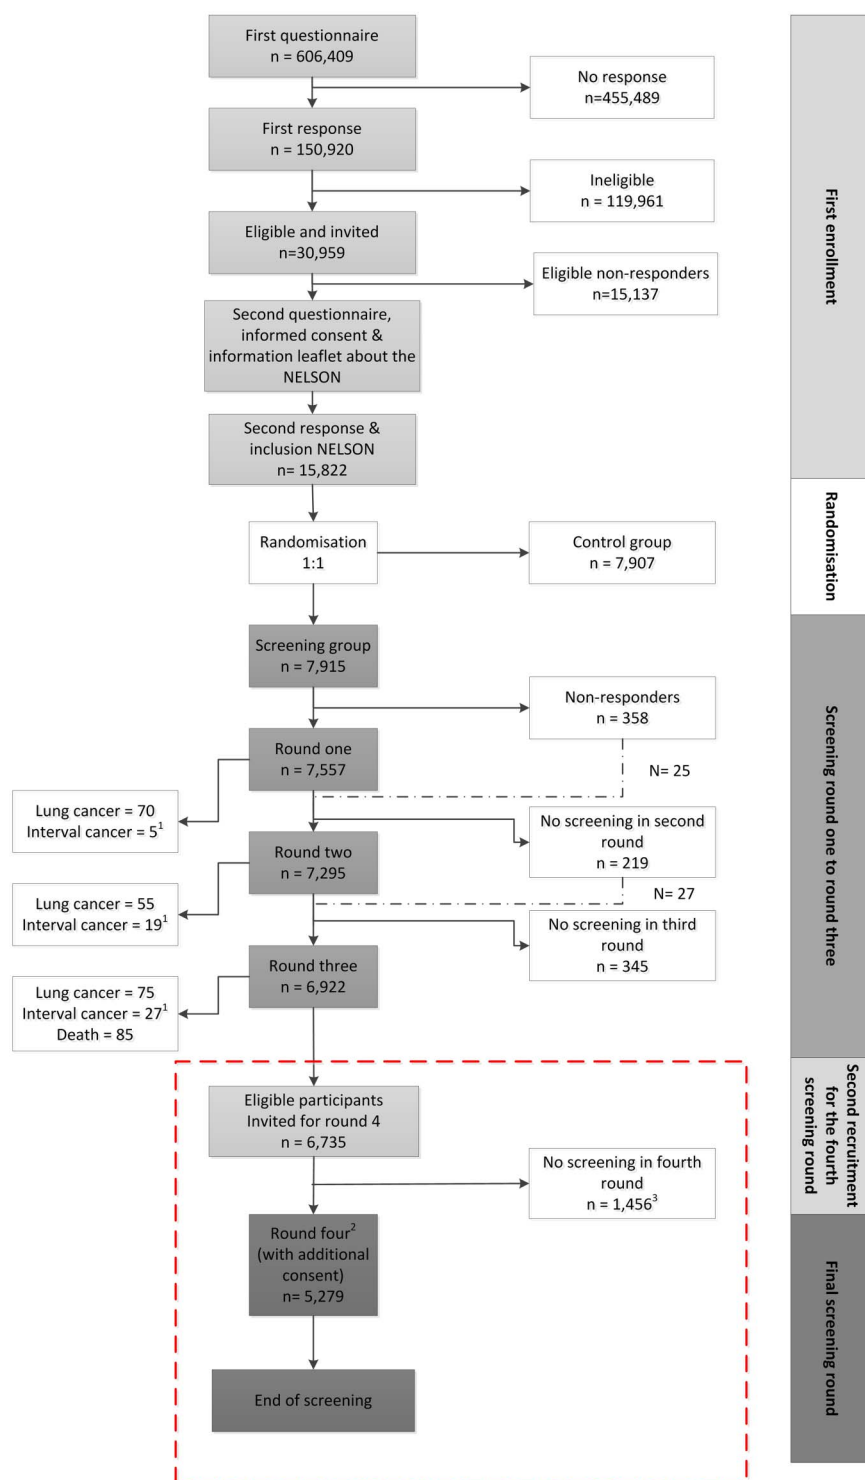 First questionnaire
n = 606,409
No response
n=455,489
First response
n = 150,920
Ineligible
n = 119,961
Eligible and invited
n=30,959
Eligible non-responders
n=15,137
Second questionnaire,
informed consent &
information leaflet about the
NELSON
Second response &
inclusion NELSON
n= 15,822
First enrollment
Randomisation
1:1
Control group
n = 7,907
Randomisation
Screening group
n = 7,915
Non-responders
n = 358
Round one
n = 7,557
N= 25
Lung cancer = 70
Interval cancer = 5¹
No screening in second
round
n = 219
Round two
n = 7,295
N= 27
Lung cancer = 55
Interval cancer = 19¹
No screening in third
round
n = 345
Round three
n = 6,922
Lung cancer = 75
Interval cancer = 27¹
Death = 85
Screening round one to round three
Eligible participants
Invited for round 4
n = 6,735
No screening in fourth
round
n = 1,456³
Second recruitment
for the fourth
screening round
Round four²
(with additional
consent)
n= 5,279
End of screening
Final screening round